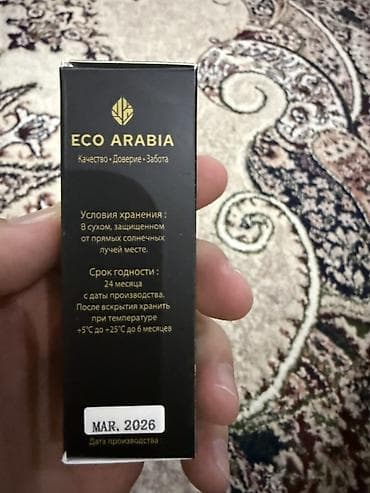 ECO ARABIA
Качество • Доверие • Забота
Условия хранения :
В сухом, защищенном
от прямых солнечных
лучей месте.
Срок годности :
24 месяца
с даты производства.
После вскрытия хранить
при температуре
+5°C до +25°C до 6 месяцев
MAR. 2026
Дата производства